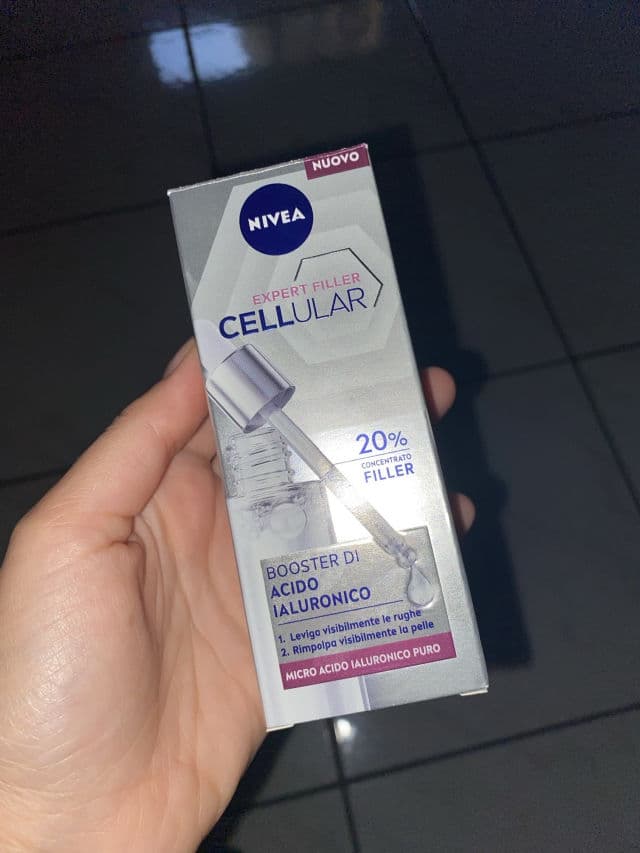 NUOVO
NIVEA
EXPERT FILLER
CELLULAR
20%
CONCENTRATO
FILLER
BOOSTER DI
ACIDO
IALURONICO
1. Leviga visibilmente le rughe
2. Rimpolpa visibilmente la pelle
MICRO ACIDO IALURONICO PURO